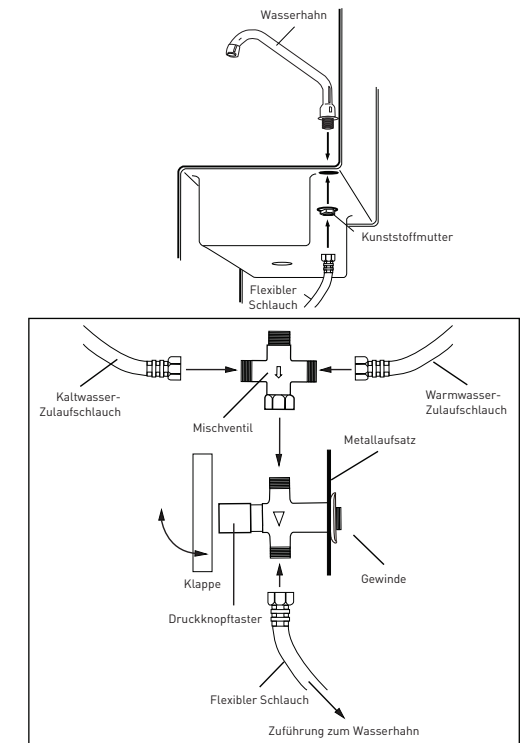 Wasserhahn
Kunststoffmutter
Flexibler
Schlauch
Kaltwasser-
Zulaufschlauch
Warmwasser-
Zulaufschlauch
Mischventil
Metallaufsatz
Klappe
Gewinde
Druckknopftaster
Flexibler Schlauch
Zuführung zum Wasserhahn